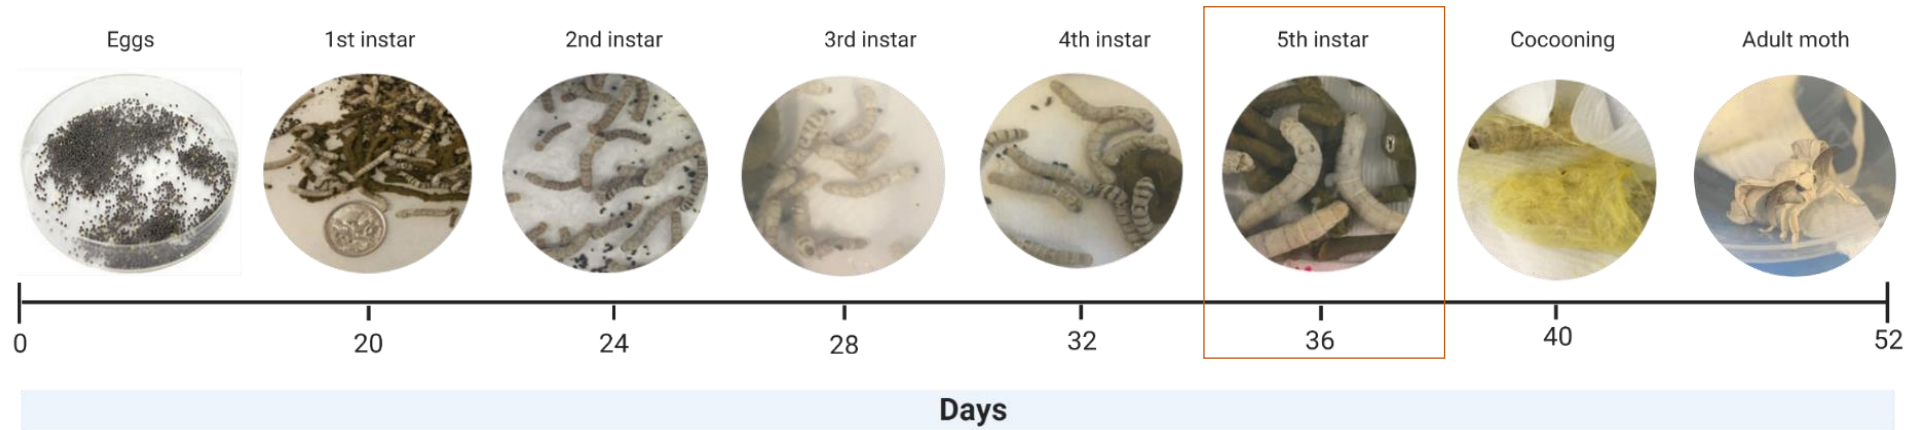 Eggs
1st instar
2nd instar
3rd instar
4th instar
5th instar
Cocooning
Adult moth
0
20
24
28
32
36
40
52
Days